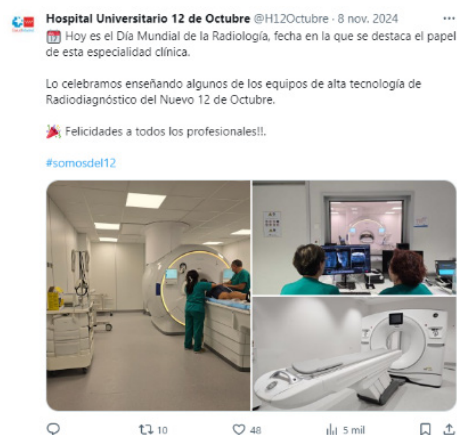 Hospital Universitario 12 de Octubre @H12Octubre · 8 nov. 2024 ···
Hoy es el Día Mundial de la Radiología, fecha en la que se destaca el papel
de esta especialidad clínica.
Lo celebramos enseñando algunos de los equipos de alta tecnología de
Radiodiagnóstico del Nuevo 12 de Octubre.
Felicidades a todos los profesionales!!.
#somosdel12
10
48
5 mil